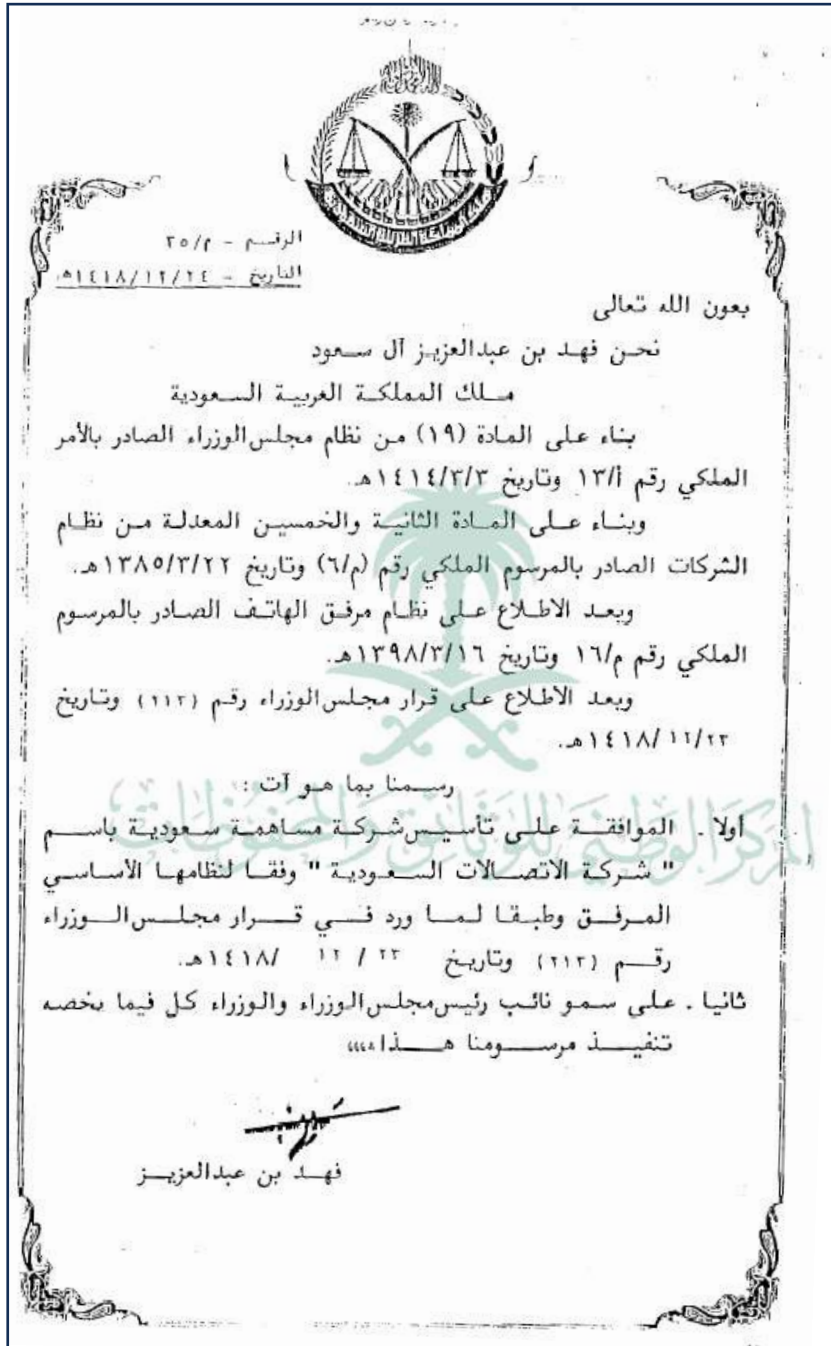 الرقم - م/٣٥
التاريخ - ١٤١٨/١٢/٢٤هـ
بعون الله تعالى
نحن فهد بن عبدالعزيز آل سعود
ملك المملكة العربية السعودية
بناء على المادة (١٩) من نظام مجلس الوزراء الصادر بالأمر
الملكي رقم أ/١٣ وتاريخ ١٤١٤/٣/٣هـ.
وبناء على المادة الثانية والخمسين المعدلة من نظام
الشركات الصادر بالمرسوم الملكي رقم (م/٦) وتاريخ ١٣٨٥/٣/٢٢هـ.
وبعد الاطلاع على نظام مرفق الهاتف الصادر بالمرسوم
الملكي رقم م/١٦ وتاريخ ١٣٩٨/٣/١٦هـ.
وبعد الاطلاع على قرار مجلس الوزراء رقم (٢١٣) وتاريخ
١٤١٨/١٢/٢٣هـ.
رسمنا بما هو آت :
أولا . الموافقة على تأسيس شركة مساهمة سعودية باسم
" شركة الاتصالات السعودية " وفقا لنظامها الأساسي
المرفق وطبقا لما ورد في قرار مجلس الوزراء
رقم (٢١٣) وتاريخ ٢٣ / ١٢ / ١٤١٨هـ.
المركز الوطني للوثائق والمحفوظات
ثانيا . على سمو نائب رئيس مجلس الوزراء والوزراء كل فيما يخصه
تنفيذ مرسومنا هذا ،،،،
فهد بن عبدالعزيز